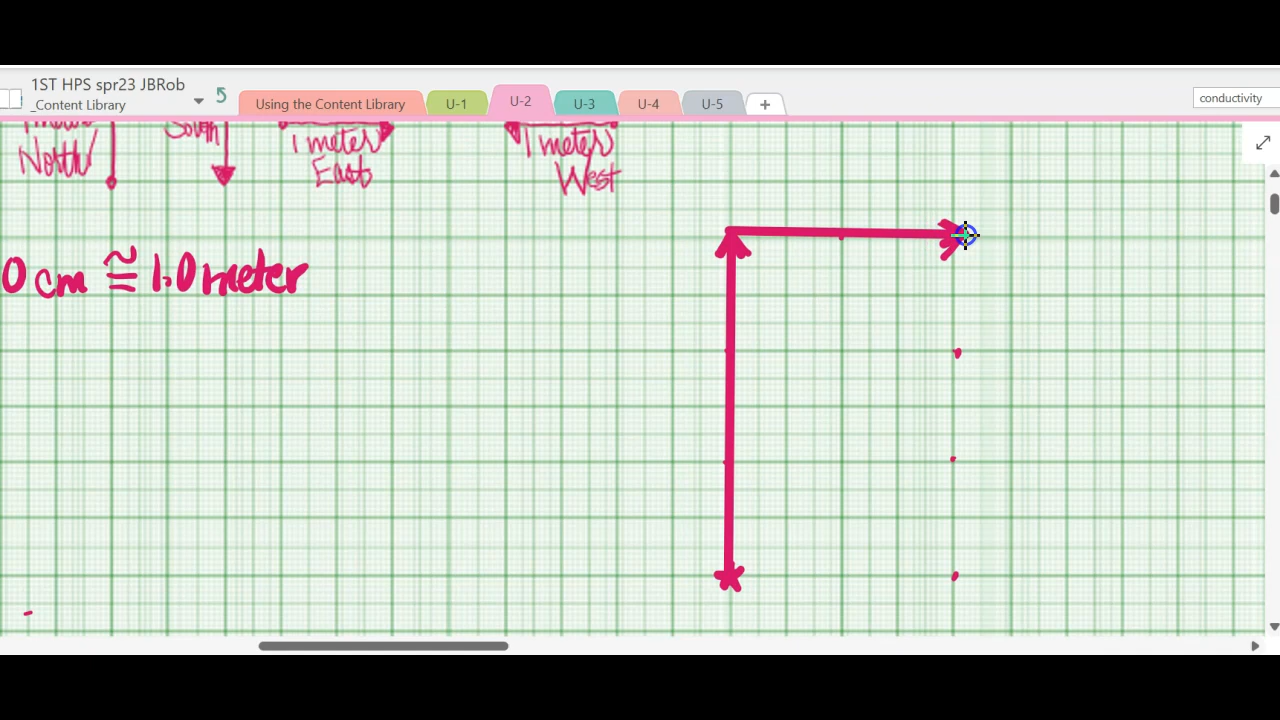 1ST HPS spr23 JBRob
_Content Library
Using the Content Library
U-1
U-2
U-3
U-4
U-5
+
conductivity
North
South
1 meter
East
1 meter
West
0 cm ≅ 1.0 meter